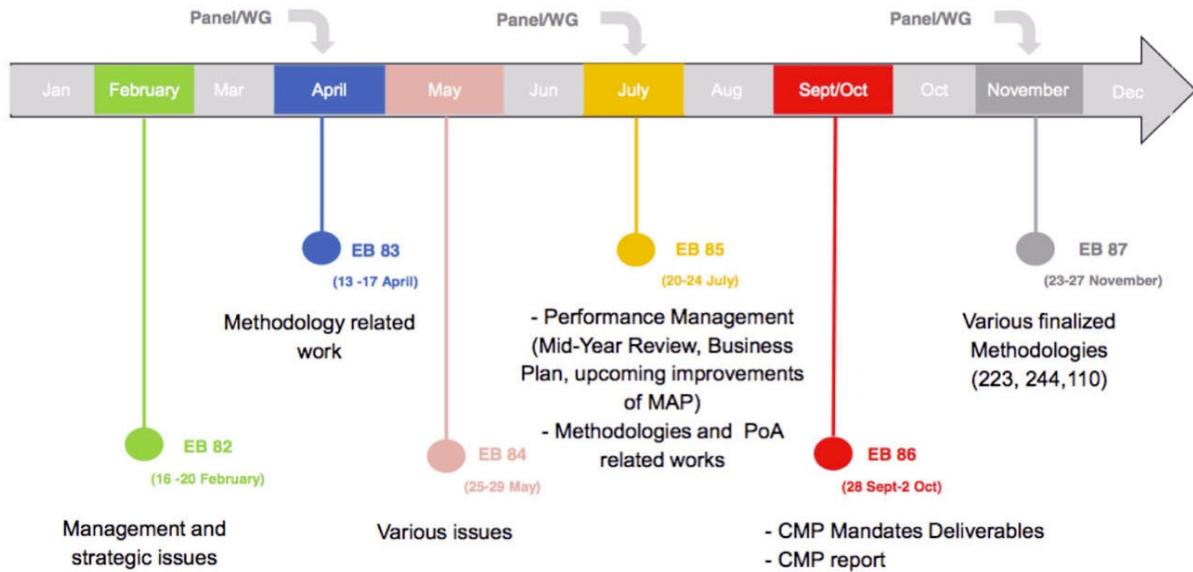 Panel/WG
Panel/WG
Panel/WG
Jan
February
Mar
April
May
Jun
July
Aug
Sept/Oct
Oct
November
Dec
EB 83
(13 -17 April)
Methodology related
work
EB 85
(20-24 July)
- Performance Management
(Mid-Year Review, Business
Plan, upcoming improvements
of MAP)
- Methodologies and PoA
related works
EB 87
(23-27 November)
Various finalized
Methodologies
(223, 244,110)
EB 82
(16 -20 February)
Management and
strategic issues
EB 84
(25-29 May)
Various issues
EB 86
(28 Sept-2 Oct)
- CMP Mandates Deliverables
- CMP report